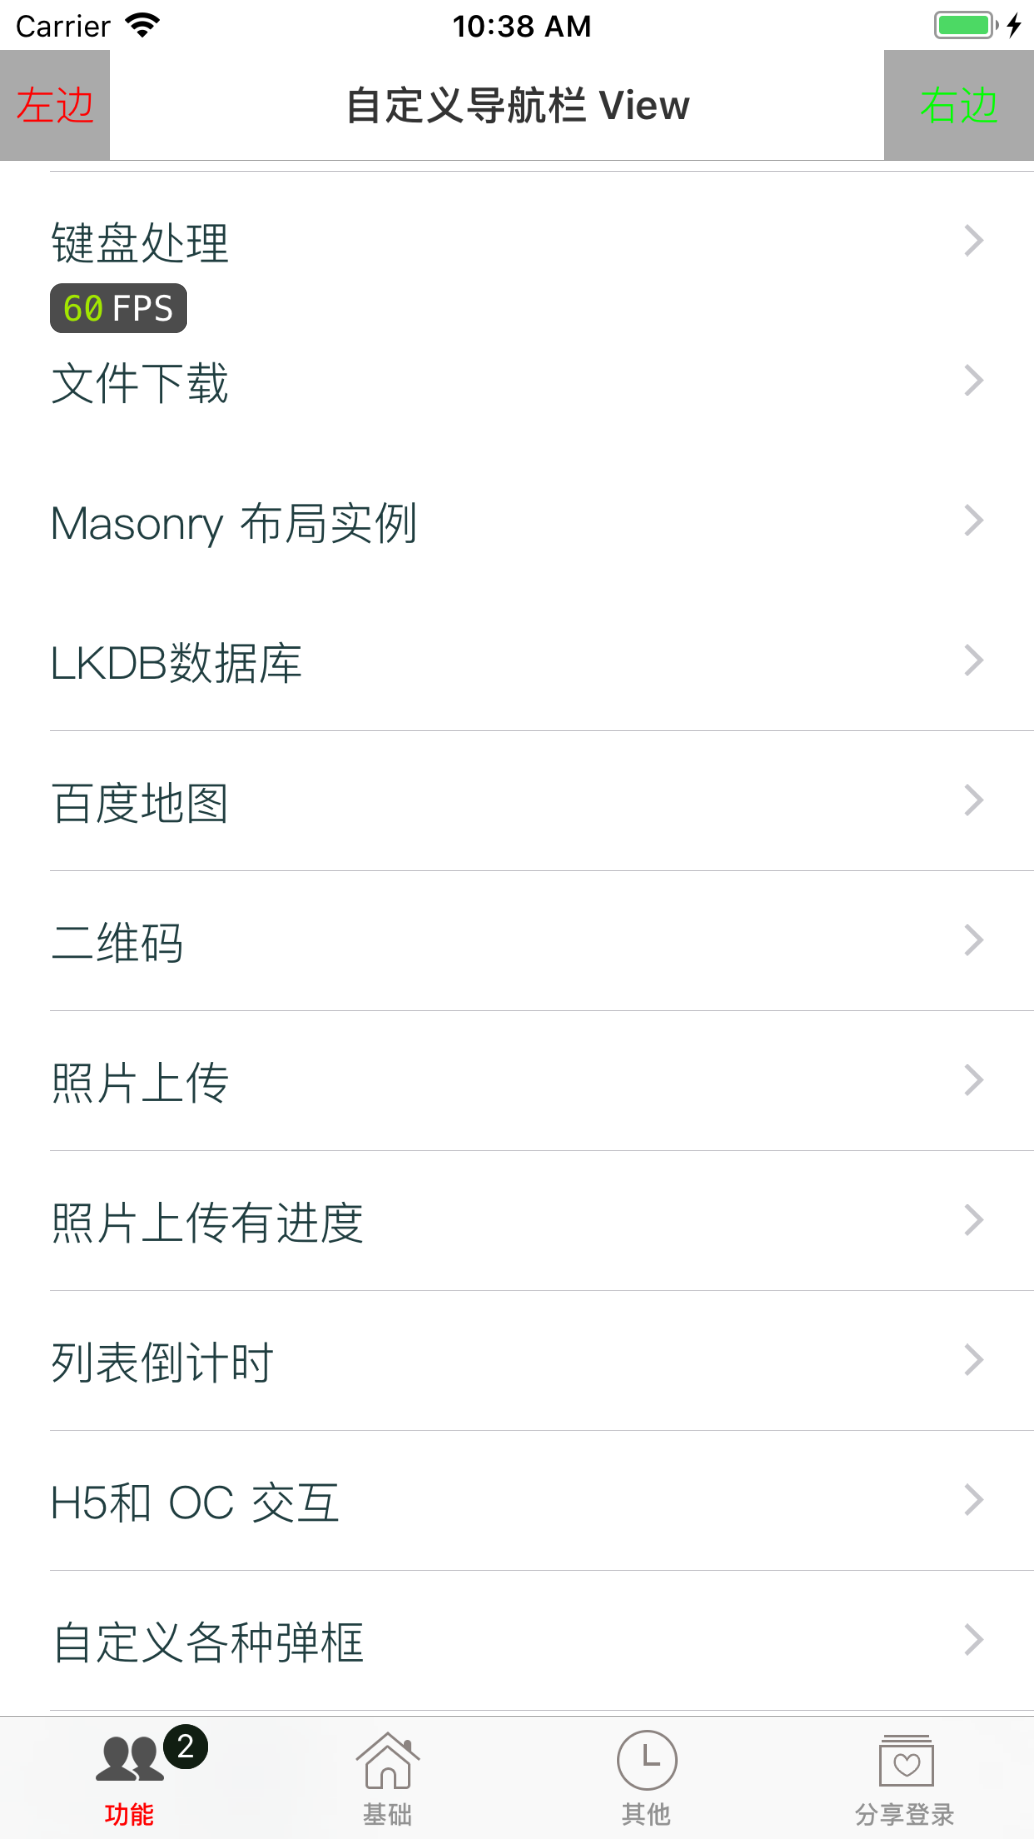 Carrier 10:38 AM
左边 自定义导航栏 View 右边
键盘处理
60 FPS
文件下载
Masonry 布局实例
LKDB数据库
百度地图
二维码
照片上传
照片上传有进度
列表倒计时
H5和 OC 交互
自定义各种弹框
2
功能 基础 其他 分享登录